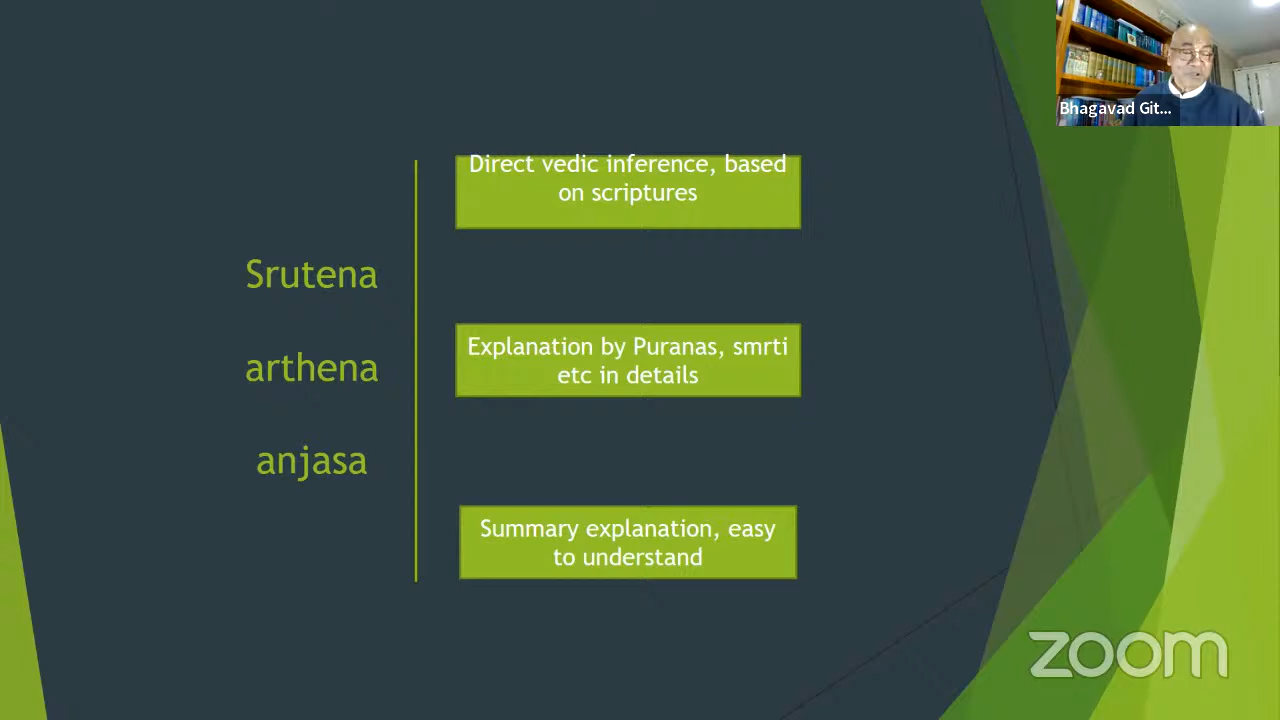 Srutena
arthena
anjasa
Direct vedic inference, based
on scriptures
Explanation by Puranas, smrti
etc in details
Summary explanation, easy
to understand
Bhagavad Git...
zoom